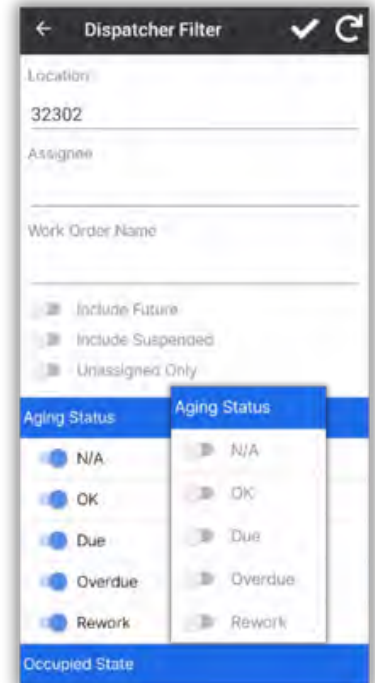 Dispatcher Filter
Location
32302
Assignee
Work Order Name
Include Future
Include Suspended
Unassigned Only
Aging Status
N/A
OK
Due
Overdue
Rework
Aging Status
N/A
OK
Due
Overdue
Rework
Occupied State